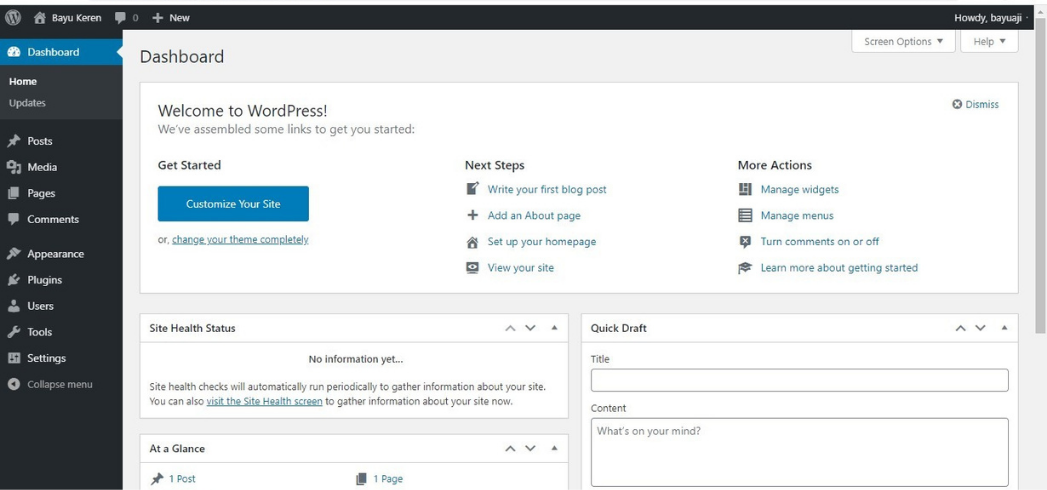 Bayu Keren 0 New Howdy, bayuaji
Dashboard
Home
Updates
Posts
Media
Pages
Comments
Appearance
Plugins
Users
Tools
Settings
Collapse menu
Screen Options Help
Dashboard
Welcome to WordPress!
We've assembled some links to get you started:
Dismiss
Get Started
Customize Your Site
or, change your theme completely
Next Steps
Write your first blog post
Add an About page
Set up your homepage
View your site
More Actions
Manage widgets
Manage menus
Turn comments on or off
Learn more about getting started
Site Health Status
No information yet...
Site health checks will automatically run periodically to gather information about your site.
You can also visit the Site Health screen to gather information about your site now.
At a Glance
1 Post 1 Page
Quick Draft
Title
Content
What's on your mind?